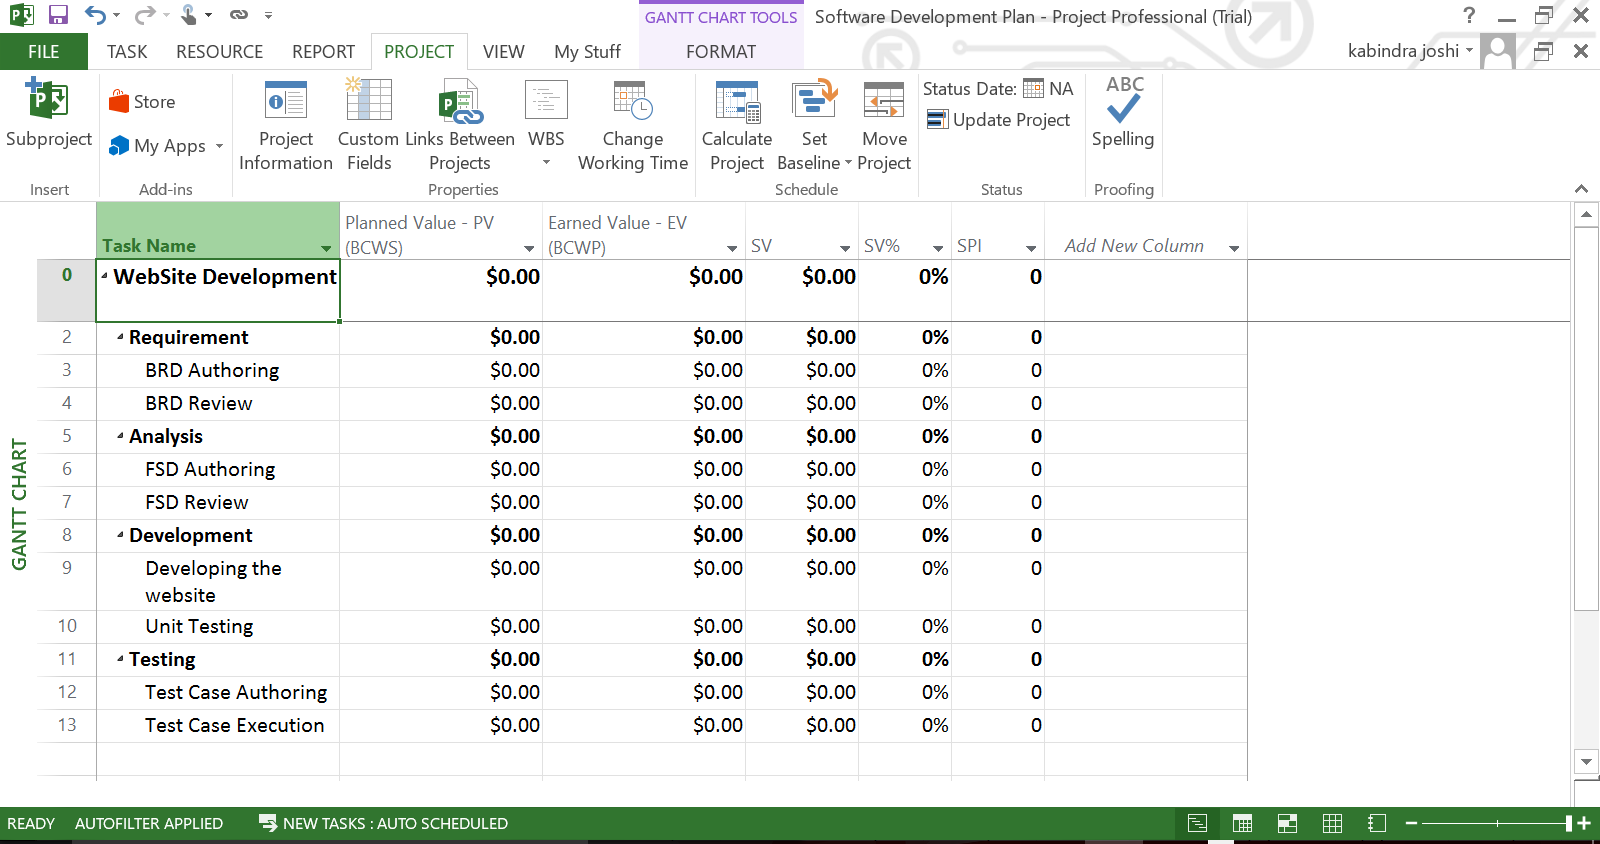 GANTT CHART TOOLS
Software Development Plan - Project Professional (Trial)
?
FILE TASK RESOURCE REPORT PROJECT VIEW My Stuff FORMAT
kabindra joshi
Subproject
Store
My Apps
Project Information
Custom Fields
Links Between Projects
WBS
Change Working Time
Calculate Project
Set Baseline
Move Project
Status Date: NA
Update Project
ABC
Spelling
Insert Add-ins Properties Schedule Status Proofing
Task Name Planned Value - PV (BCWS) Earned Value - EV (BCWP) SV SV% SPI Add New Column
0 WebSite Development $0.00 $0.00 $0.00 0% 0
2 Requirement $0.00 $0.00 $0.00 0% 0
3 BRD Authoring $0.00 $0.00 $0.00 0% 0
4 BRD Review $0.00 $0.00 $0.00 0% 0
5 Analysis $0.00 $0.00 $0.00 0% 0
6 FSD Authoring $0.00 $0.00 $0.00 0% 0
7 FSD Review $0.00 $0.00 $0.00 0% 0
8 Development $0.00 $0.00 $0.00 0% 0
9 Developing the website $0.00 $0.00 $0.00 0% 0
10 Unit Testing $0.00 $0.00 $0.00 0% 0
11 Testing $0.00 $0.00 $0.00 0% 0
12 Test Case Authoring $0.00 $0.00 $0.00 0% 0
13 Test Case Execution $0.00 $0.00 $0.00 0% 0
GANTT CHART
READY AUTOFILTER APPLIED NEW TASKS : AUTO SCHEDULED